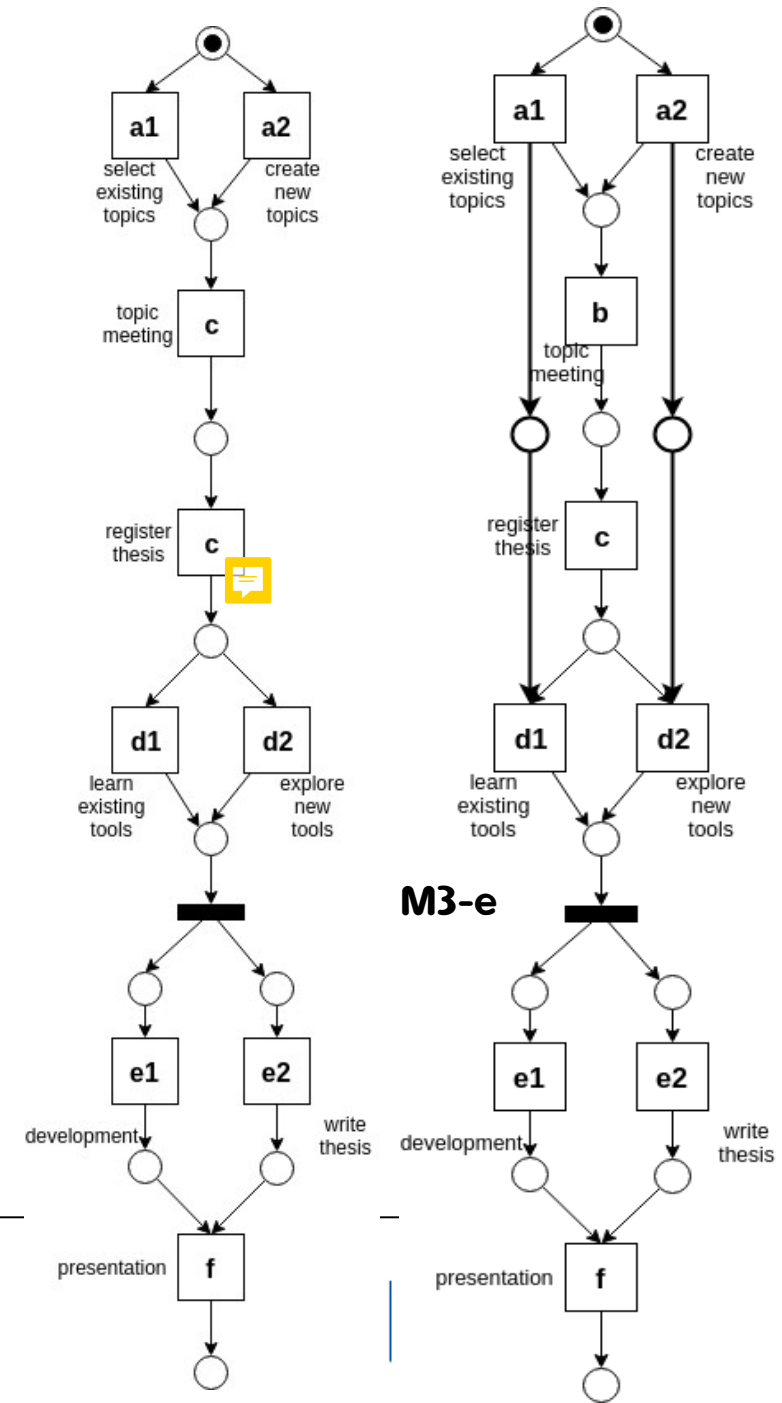 a1
a2
select
existing
topics
create
new
topics
c
topic
meeting
c
register
thesis
d1
d2
learn
existing
tools
explore
new
tools
e1
e2
development
write
thesis
f
presentation
a1
a2
select
existing
topics
create
new
topics
b
topic
meeting
c
register
thesis
d1
d2
learn
existing
tools
explore
new
tools
M3-e
e1
e2
development
write
thesis
f
presentation